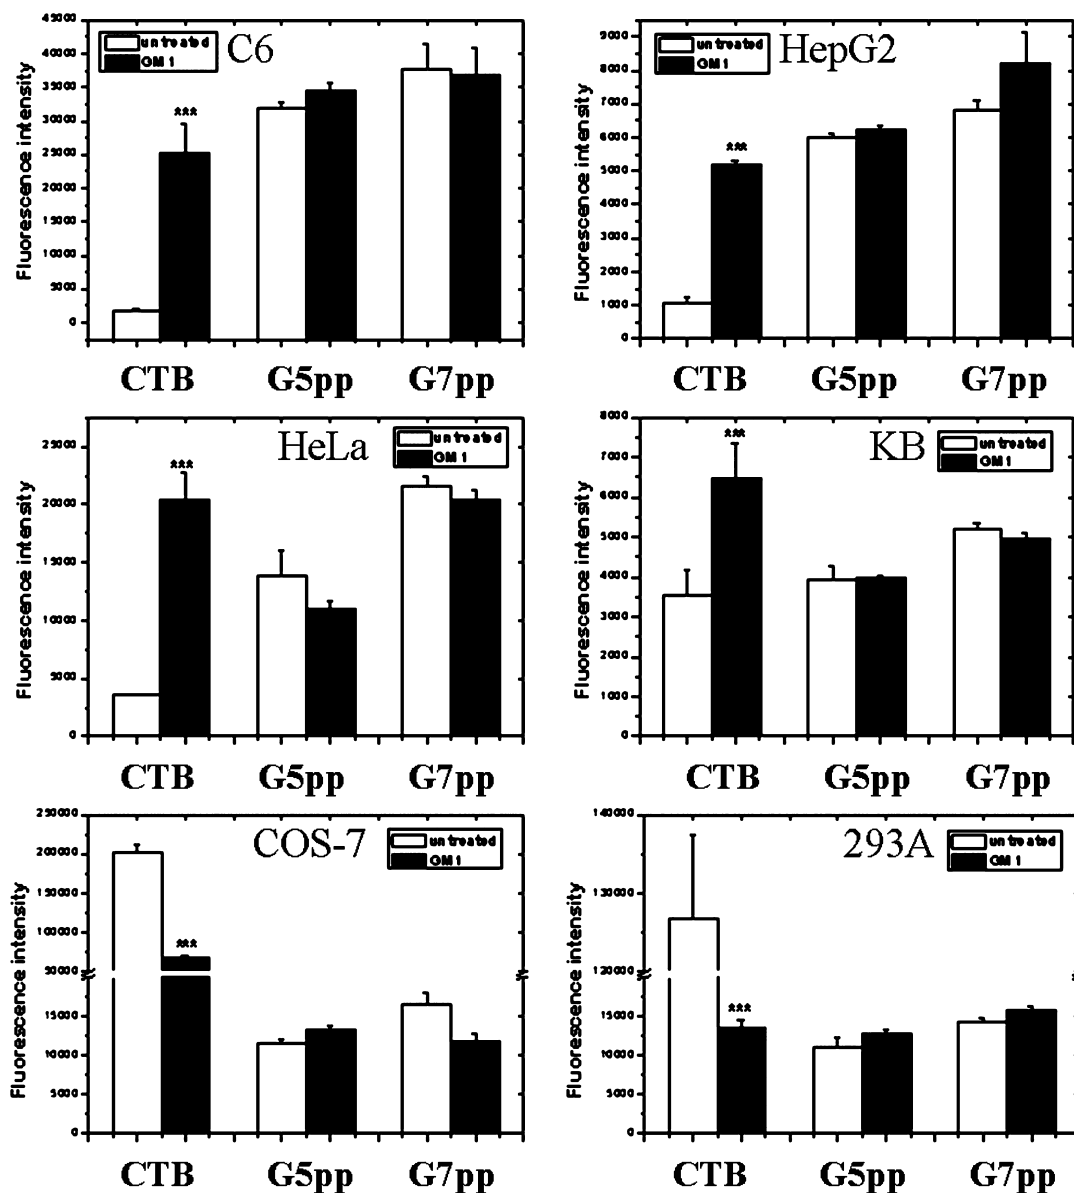 C6
untreated
GM1
Fluorescence intensity
45000
40000
35000
30000
25000
20000
15000
10000
5000
0
***
CTB G5pp G7pp
HepG2
untreated
GM1
Fluorescence intensity
9000
8000
7000
6000
5000
4000
3000
2000
1000
0
***
CTB G5pp G7pp
HeLa
untreated
GM1
Fluorescence intensity
25000
20000
15000
10000
5000
0
***
CTB G5pp G7pp
KB
untreated
GM1
Fluorescence intensity
8000
7000
6000
5000
4000
3000
2000
1000
0
***
CTB G5pp G7pp
COS-7
untreated
GM1
Fluorescence intensity
250000
200000
150000
100000
50000
15000
10000
5000
0
***
CTB G5pp G7pp
293A
untreated
GM1
Fluorescence intensity
140000
130000
120000
15000
10000
5000
0
***
CTB G5pp G7pp